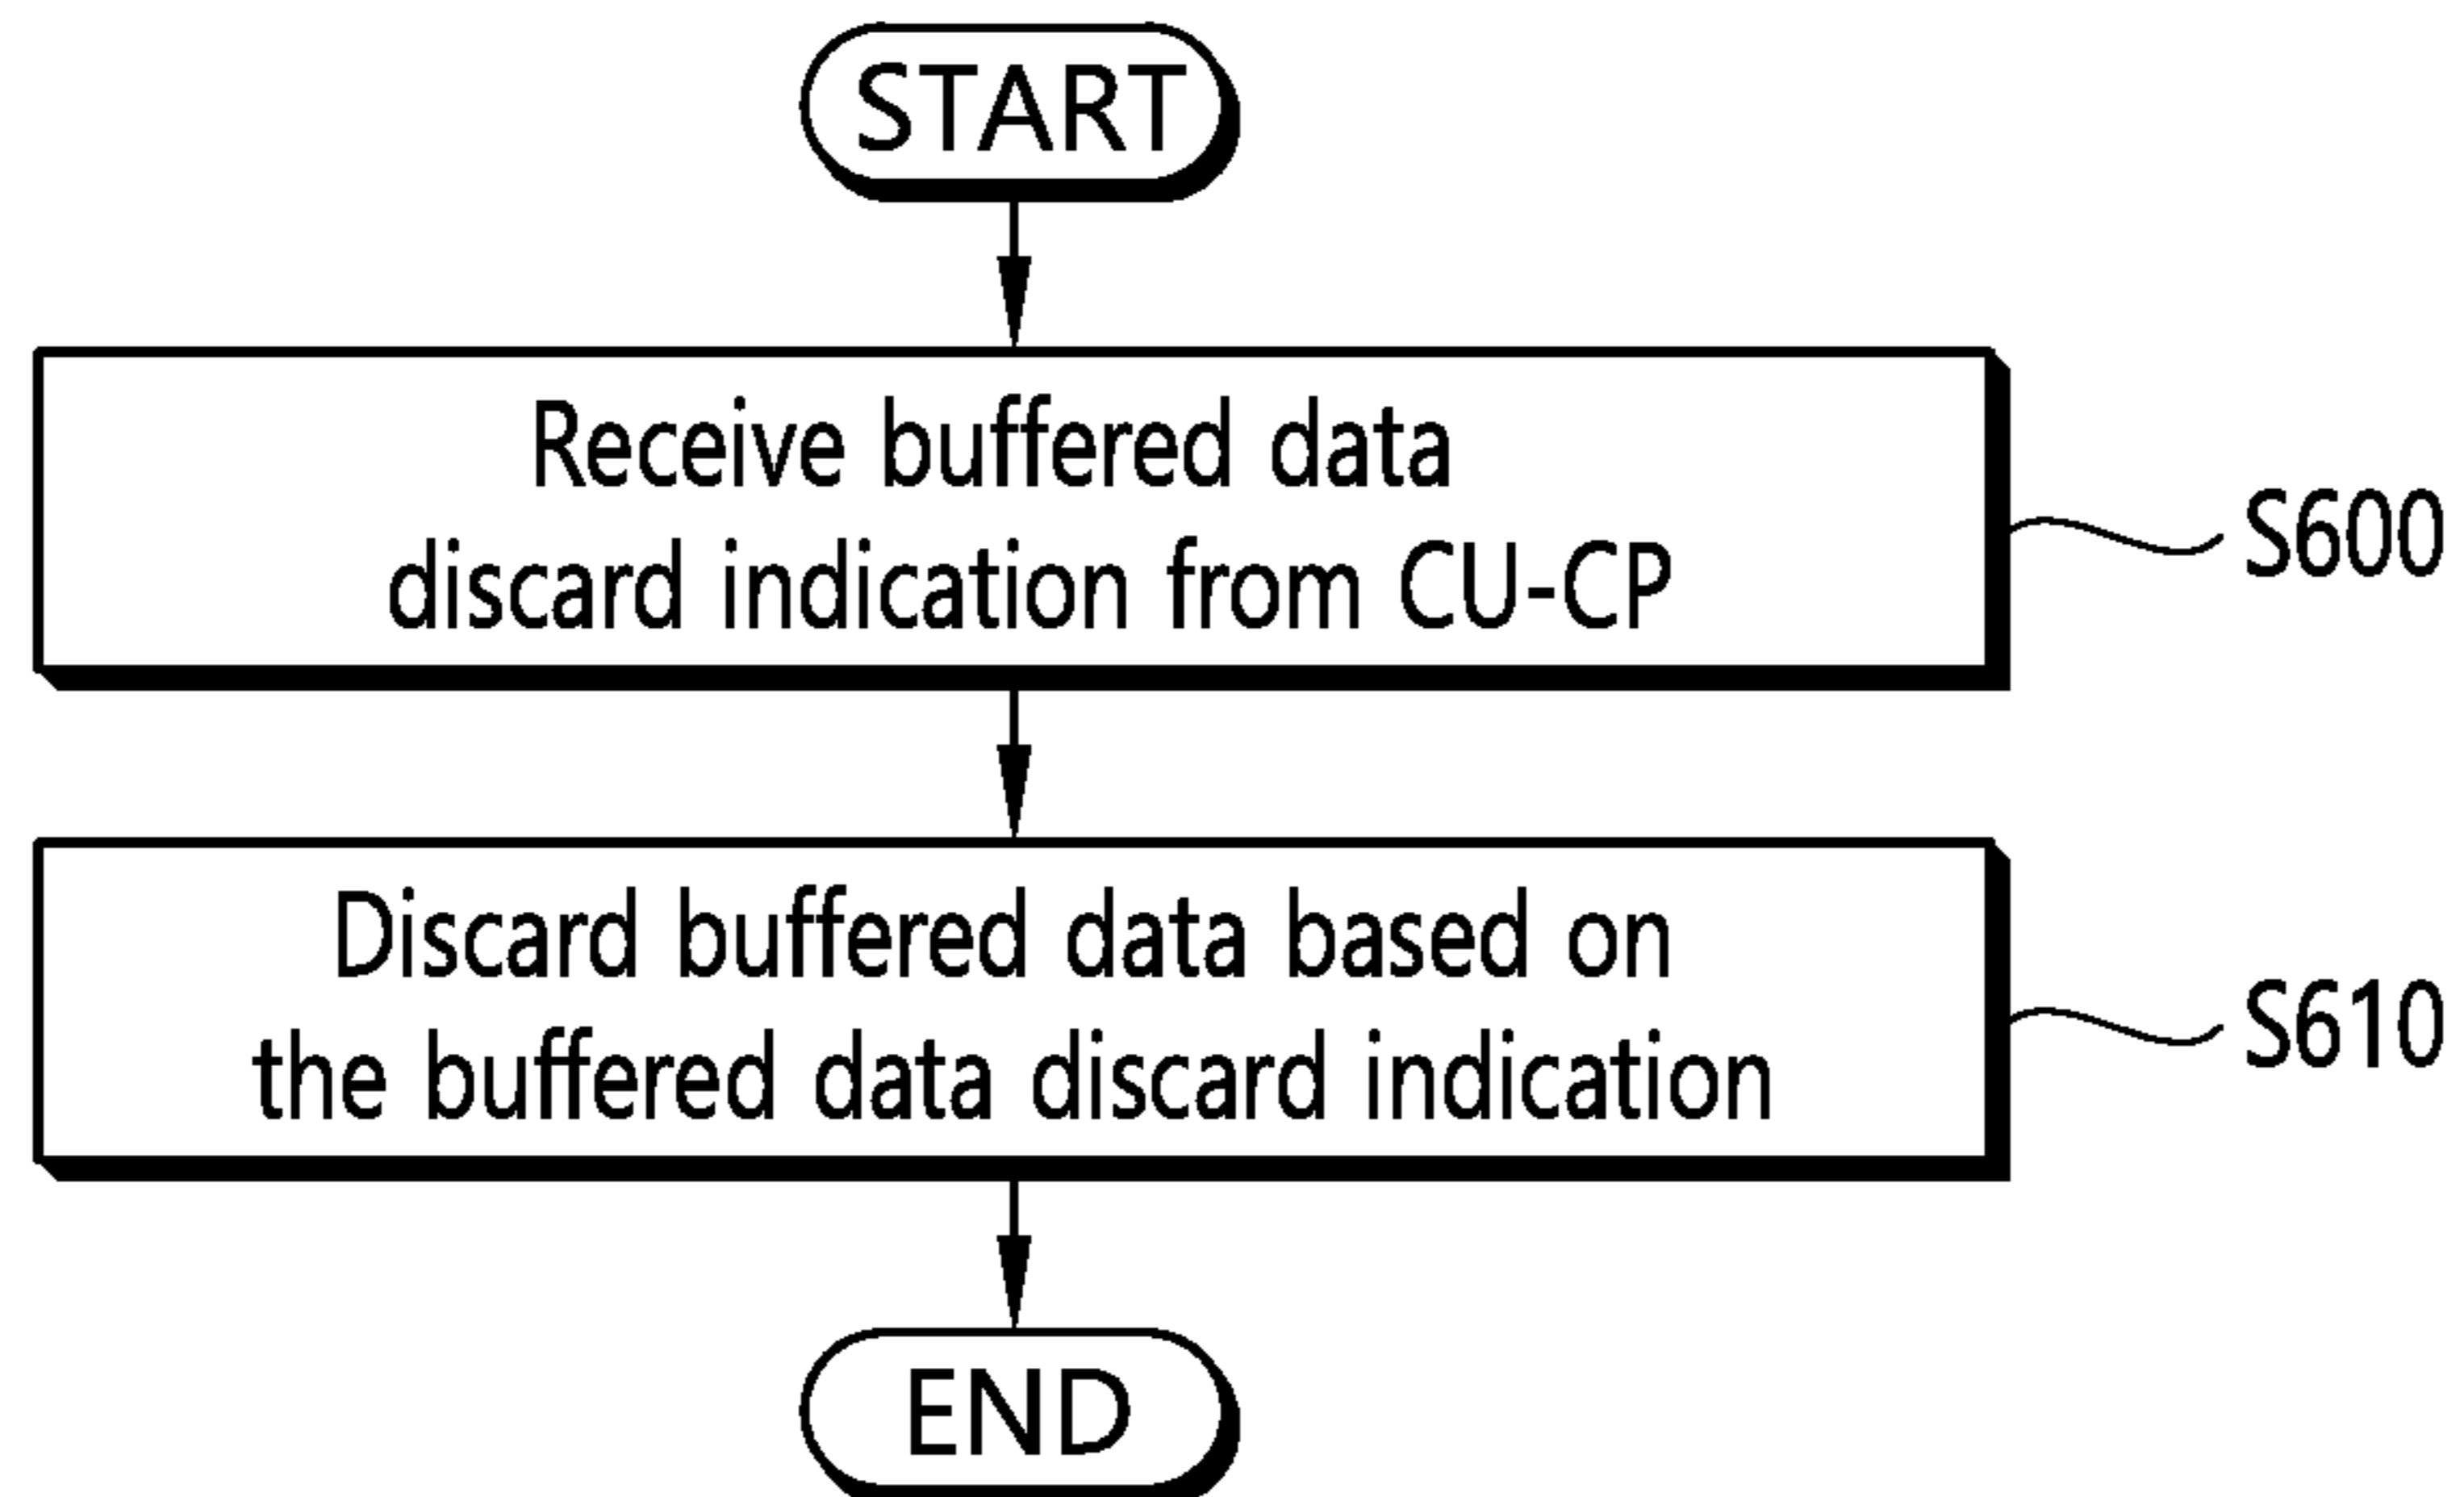 START
Receive buffered data
discard indication from CU-CP
S600
Discard buffered data based on
the buffered data discard indication
S610
END